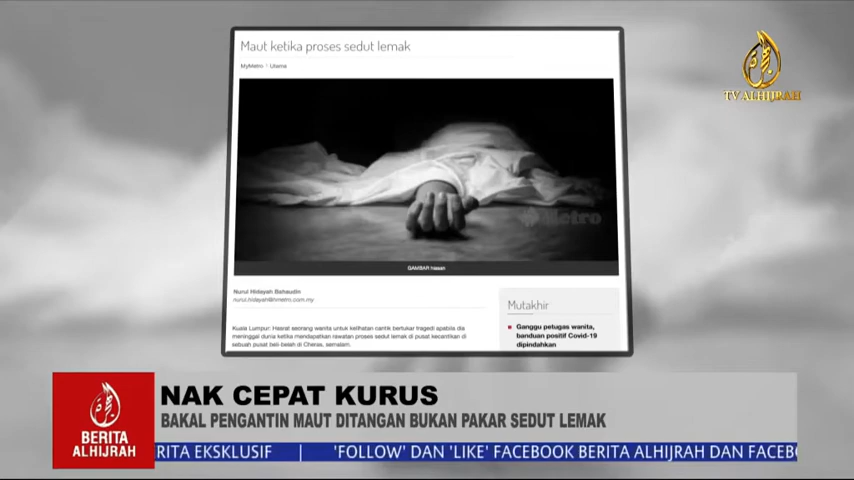 Maut ketika proses sedut lemak
MyMetro > Utama
TV ALHIJRAH
Metro
GAMBAR hiasan
Nurul Hidayah Bahaudin
nurul.hidayah@hmetro.com.my
Kuala Lumpur: Hasrat seorang wanita untuk kelihatan cantik bertukar tragedi apabila dia
meninggal dunia ketika mendapatkan rawatan proses sedut lemak di pusat kecantikan di
sebuah pusat beli-belah di Cheras, semalam.
Mutakhir
Ganggu petugas wanita,
banduan positif Covid-19
dipindahkan
NAK CEPAT KURUS
BAKAL PENGANTIN MAUT DITANGAN BUKAN PAKAR SEDUT LEMAK
BERITA
ALHIJRAH
RITA EKSKLUSIF | 'FOLLOW' DAN 'LIKE' FACEBOOK BERITA ALHIJRAH DAN FACEB